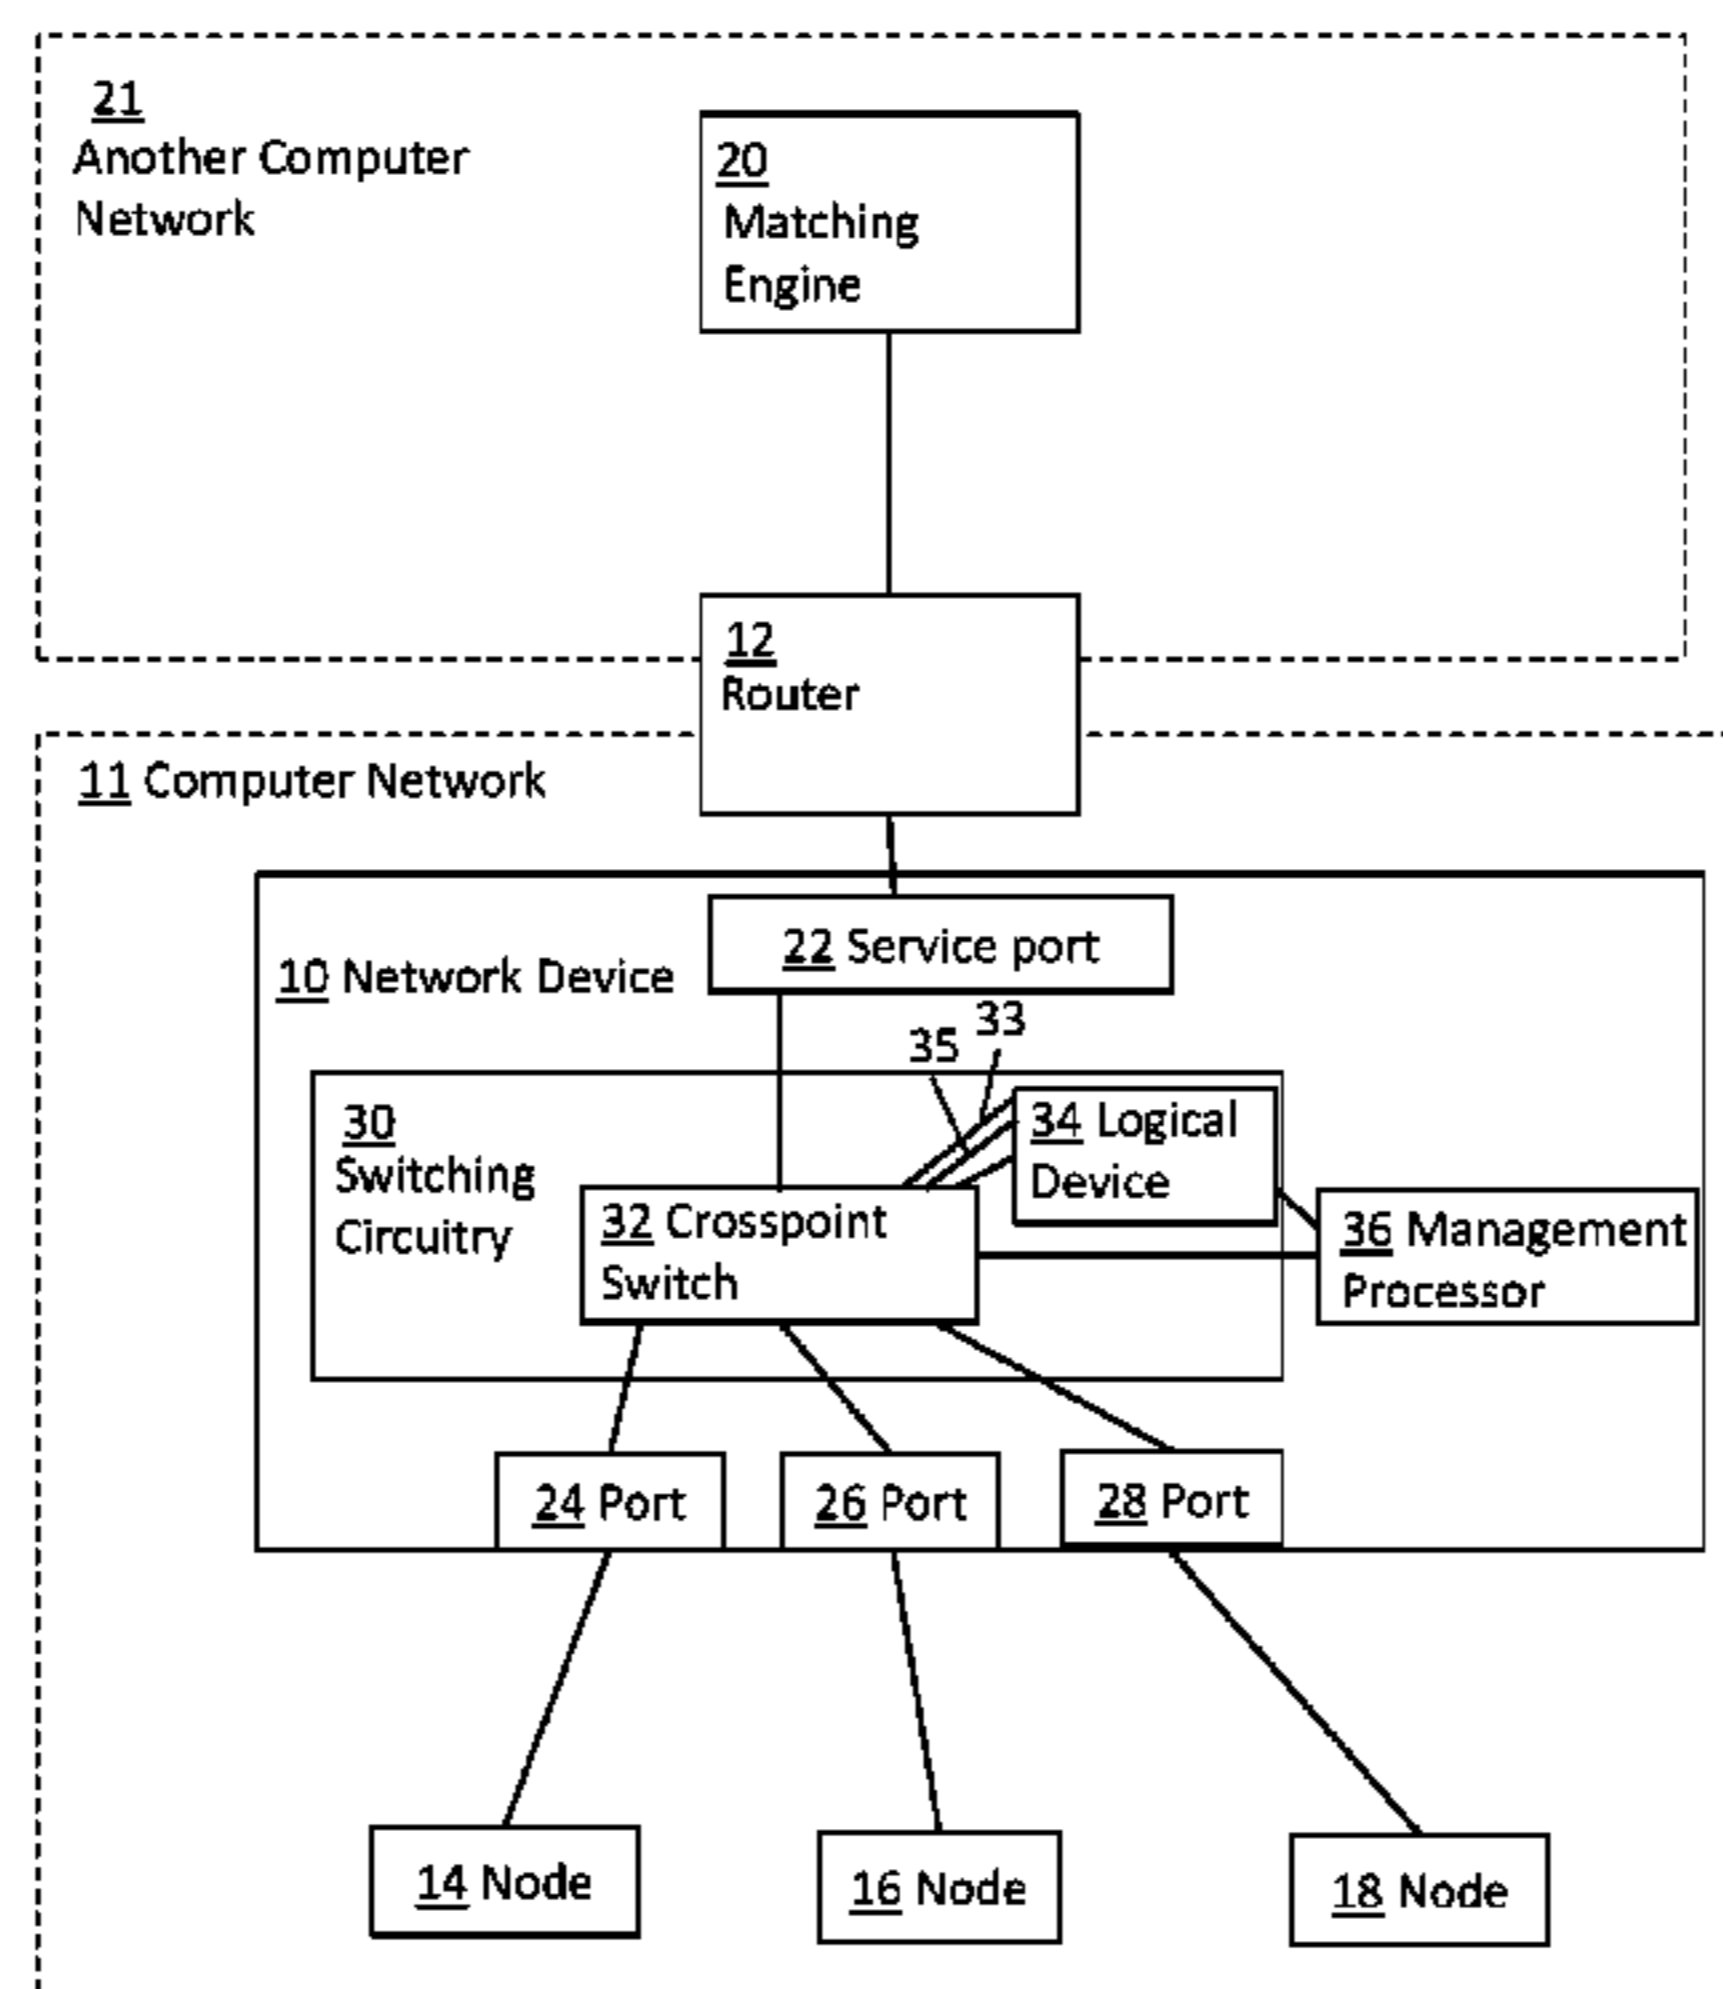 21
Another Computer
Network
20
Matching
Engine
12
Router
11 Computer Network
22 Service port
10 Network Device
33
35
30
Switching
Circuitry
34 Logical
Device
32 Crosspoint
Switch
36 Management
Processor
24 Port
26 Port
28 Port
14 Node
16 Node
18 Node